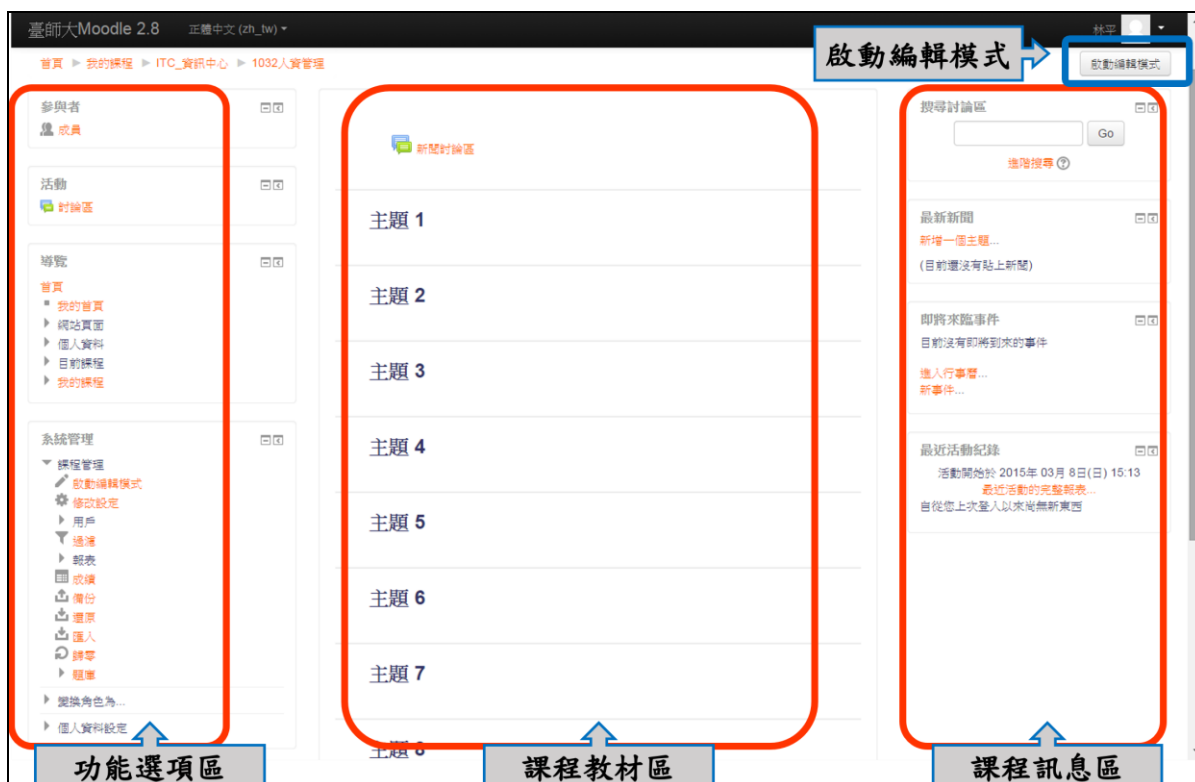 臺師大Moodle 2.8 正體中文 (zh_tw) 林平
啟動編輯模式
首頁 ▶ 我的課程 ▶ ITC_資訊中心 ▶ 1032人資管理
啟動編輯模式
參與者
成員
活動
討論區
導覽
首頁
我的首頁
網站頁面
個人資料
目前課程
我的課程
系統管理
課程管理
啟動編輯模式
修改設定
用戶
過濾
報表
成績
備份
還原
匯入
歸零
題庫
變換角色為...
個人資料設定
功能選項區
新聞討論區
主題 1
主題 2
主題 3
主題 4
主題 5
主題 6
主題 7
主題 8
課程教材區
搜尋討論區
Go
進階搜尋
最新新聞
新增一個主題...
(目前還沒有貼上新聞)
即將來臨事件
目前沒有即將到來的事件
進入行事曆...
新事件...
最近活動紀錄
活動開始於 2015年 03月 8日(日) 15:13
最近活動的完整報表...
自從您上次登入以來尚無新東西
課程訊息區